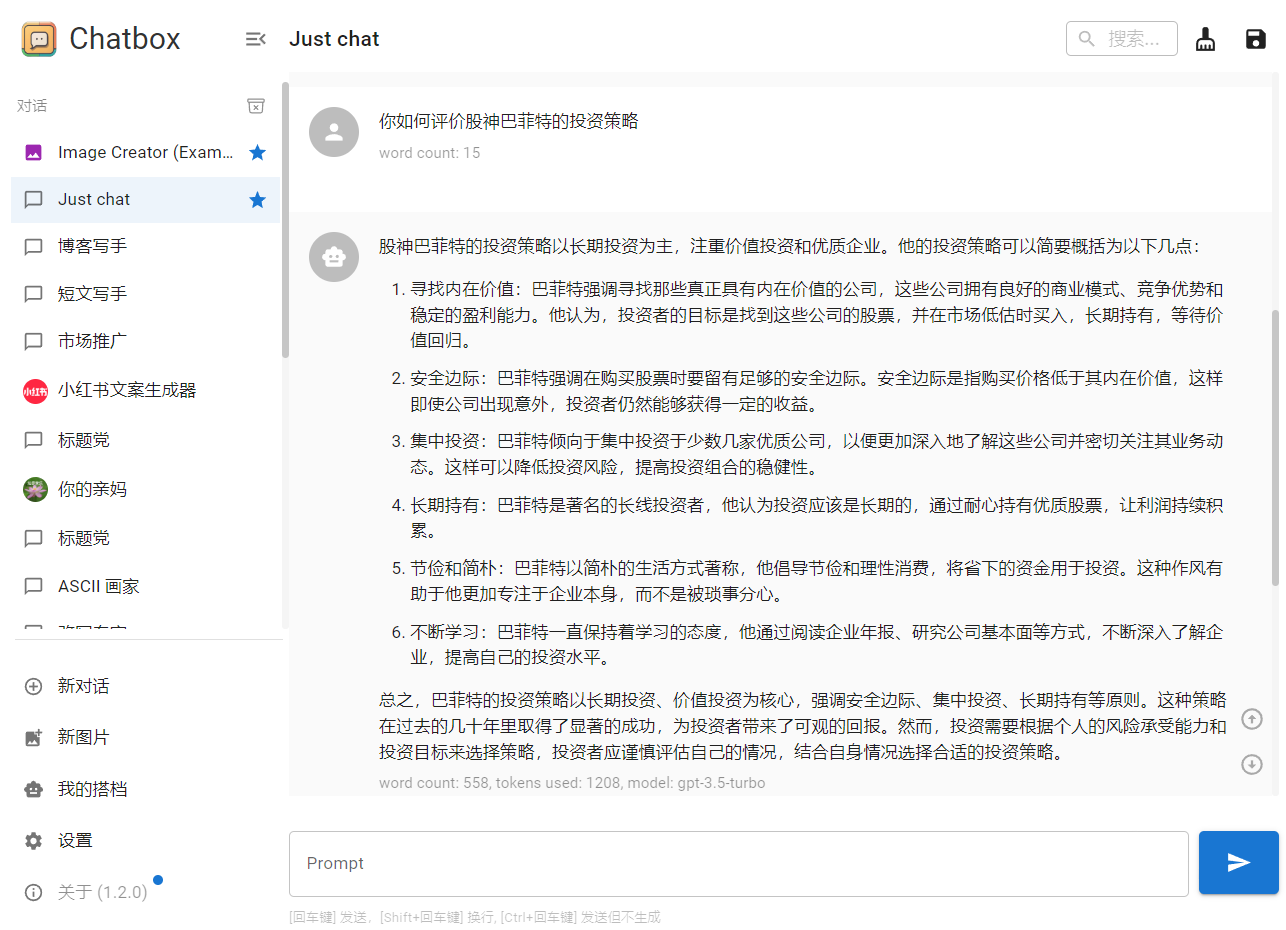 Chatbox
Just chat
搜索...
对话
Image Creator (Exam...
Just chat
博客写手
短文写手
市场推广
小红书
小红书文案生成器
标题党
你的亲妈
标题党
ASCII 画家
新对话
新图片
我的搭档
设置
关于 (1.2.0)
你如何评价股神巴菲特的投资策略
word count: 15
股神巴菲特的投资策略以长期投资为主，注重价值投资和优质企业。他的投资策略可以简要概括为以下几点：
1. 寻找内在价值：巴菲特强调寻找那些真正具有内在价值的公司，这些公司拥有良好的商业模式、竞争优势和
稳定的盈利能力。他认为，投资者的目标是找到这些公司的股票，并在市场低估时买入，长期持有，等待价
值回归。
2. 安全边际：巴菲特强调在购买股票时要留有足够的安全边际。安全边际是指购买价格低于其内在价值，这样
即使公司出现意外，投资者仍然能够获得一定的收益。
3. 集中投资：巴菲特倾向于集中投资于少数几家优质公司，以便更加深入地了解这些公司并密切关注其业务动
态。这样可以降低投资风险，提高投资组合的稳健性。
4. 长期持有：巴菲特是著名的长线投资者，他认为投资应该是长期的，通过耐心持有优质股票，让利润持续积
累。
5. 节俭和简朴：巴菲特以简朴的生活方式著称，他倡导节俭和理性消费，将省下的资金用于投资。这种作风有
助于他更加专注于企业本身，而不是被琐事分心。
6. 不断学习：巴菲特一直保持着学习的态度，他通过阅读企业年报、研究公司基本面等方式，不断深入了解企
业，提高自己的投资水平。
总之，巴菲特的投资策略以长期投资、价值投资为核心，强调安全边际、集中投资、长期持有等原则。这种策略
在过去的几十年里取得了显著的成功，为投资者带来了可观的回报。然而，投资需要根据个人的风险承受能力和
投资目标来选择策略，投资者应谨慎评估自己的情况，结合自身情况选择合适的投资策略。
word count: 558, tokens used: 1208, model: gpt-3.5-turbo
Prompt
[回车键] 发送，[Shift+回车键] 换行, [Ctrl+回车键] 发送但不生成